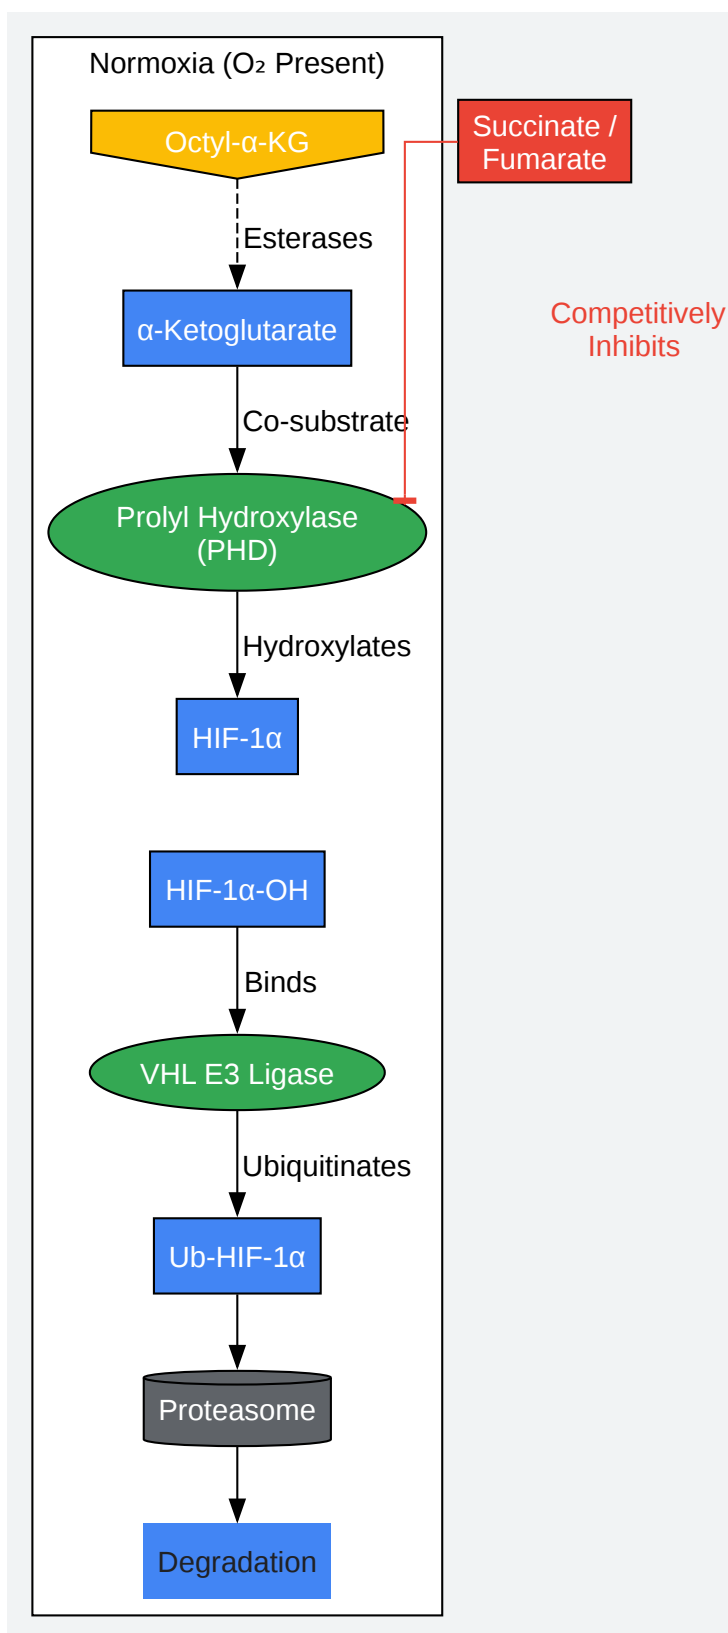 Normoxia (O₂ Present)
Octyl-α-KG
Succinate /
Fumarate
Esterases
Competitively
Inhibits
α-Ketoglutarate
Co-substrate
Prolyl Hydroxylase
(PHD)
Hydroxylates
HIF-1α
HIF-1α-OH
Binds
VHL E3 Ligase
Ubiquitinates
Ub-HIF-1α
Proteasome
Degradation